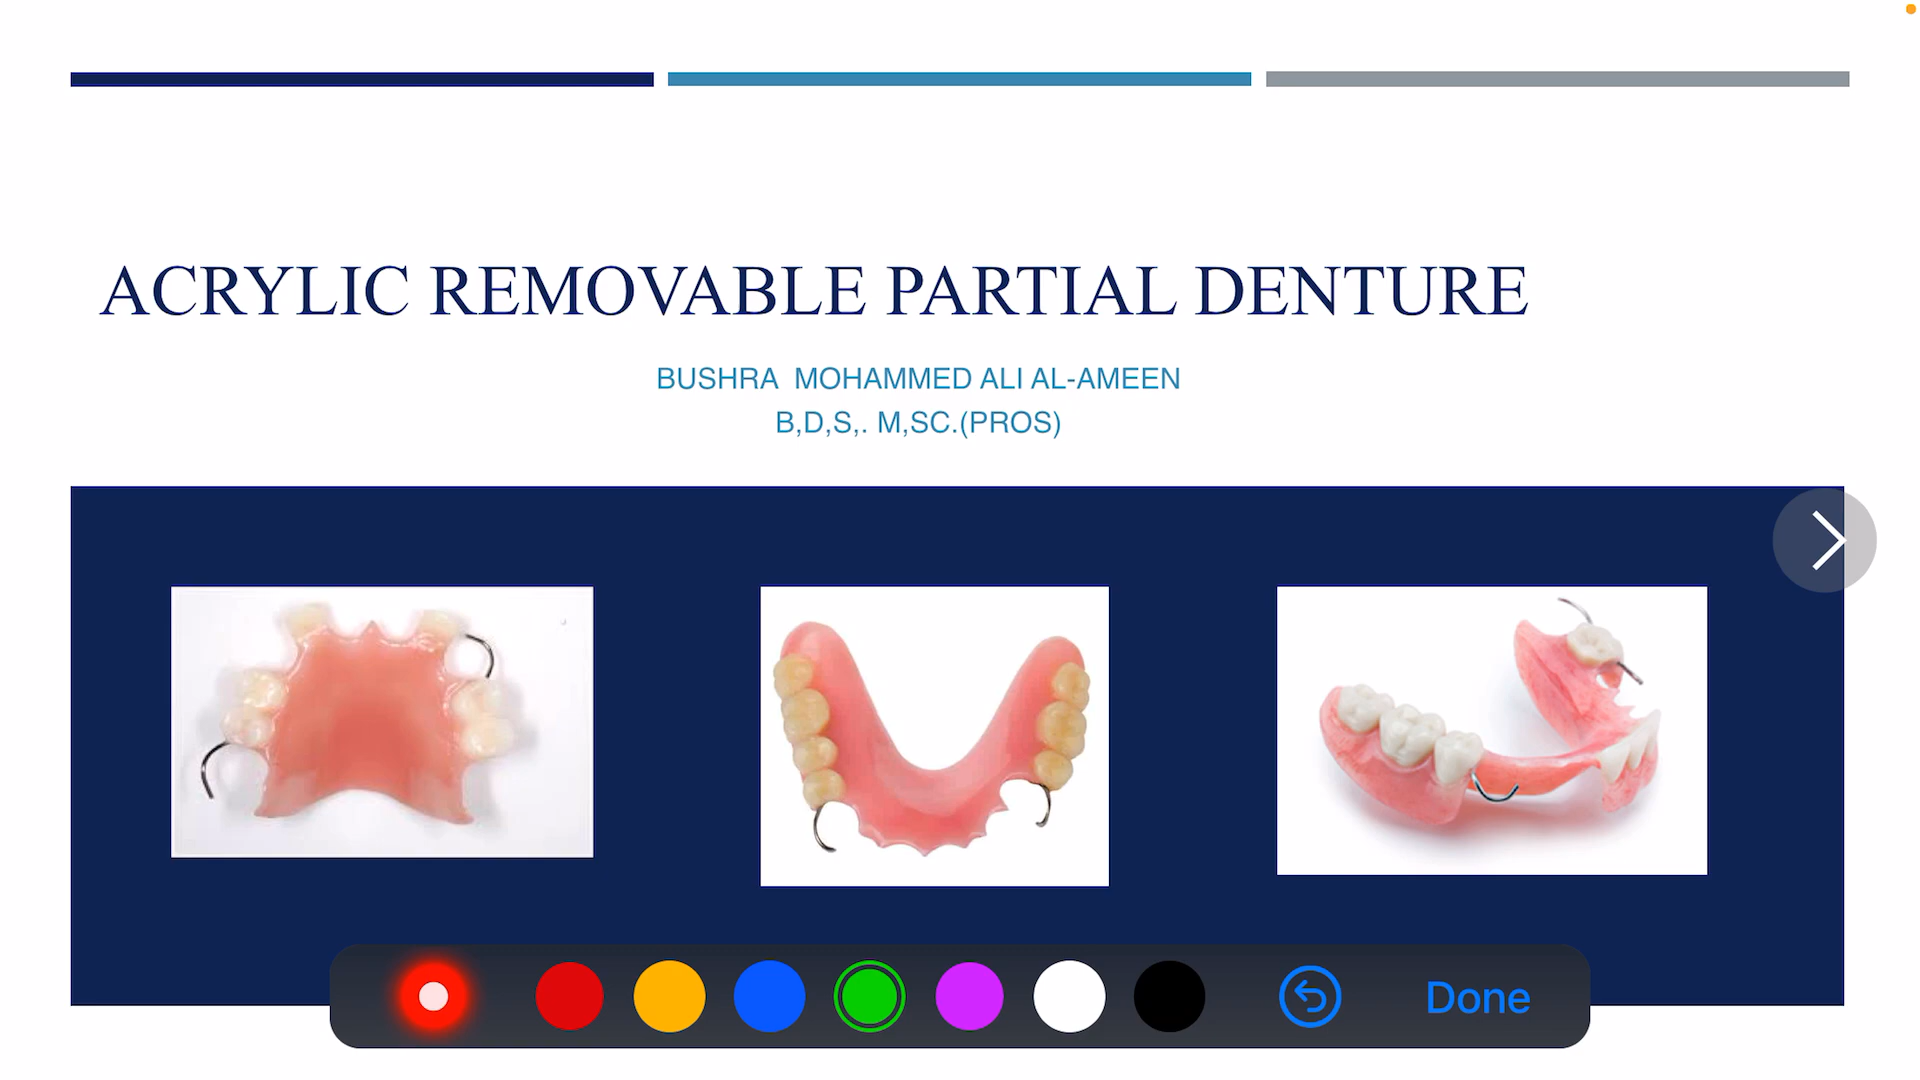 ACRYLIC REMOVABLE PARTIAL DENTURE
BUSHRA  MOHAMMED ALI AL-AMEEN
B,D,S,. M,SC.(PROS)
Done